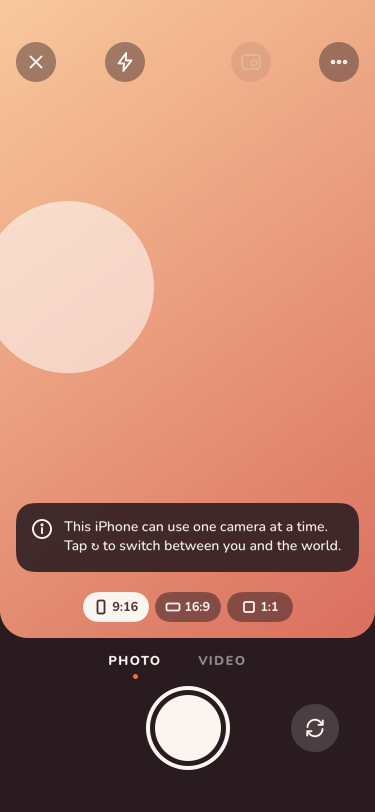 This iPhone can use one camera at a time.
Tap ↻ to switch between you and the world.
9:16 16:9 1:1
PHOTO VIDEO